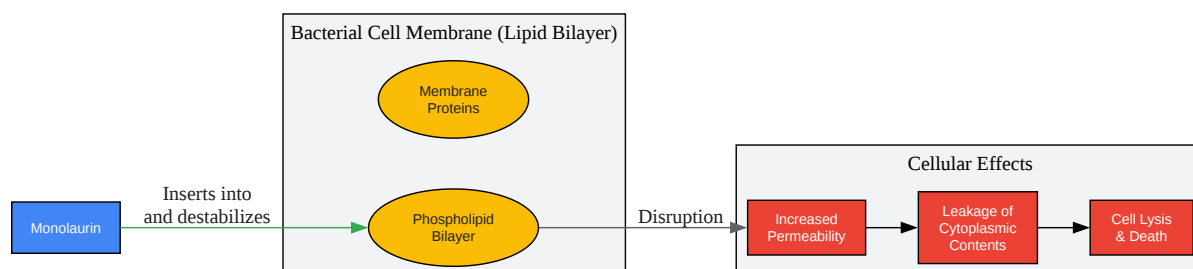 Bacterial Cell Membrane (Lipid Bilayer)
Membrane
Proteins
Cellular Effects
Monolaurin
Inserts into
and destabilizes
Phospholipid
Bilayer
Disruption
Increased
Permeability
Leakage of
Cytoplasmic
Contents
Cell Lysis
& Death